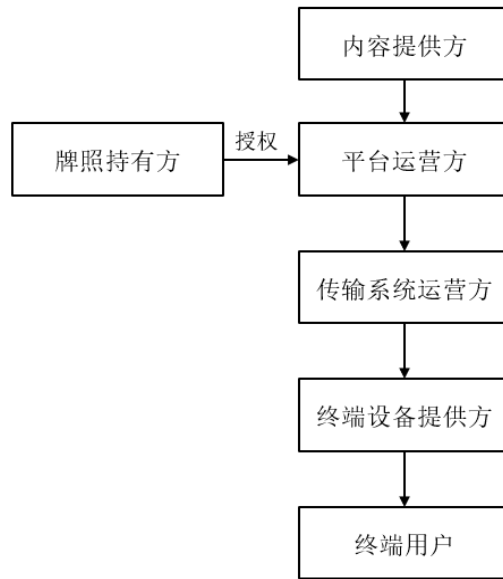 内容提供方
授权
牌照持有方
平台运营方
传输系统运营方
终端设备提供方
终端用户